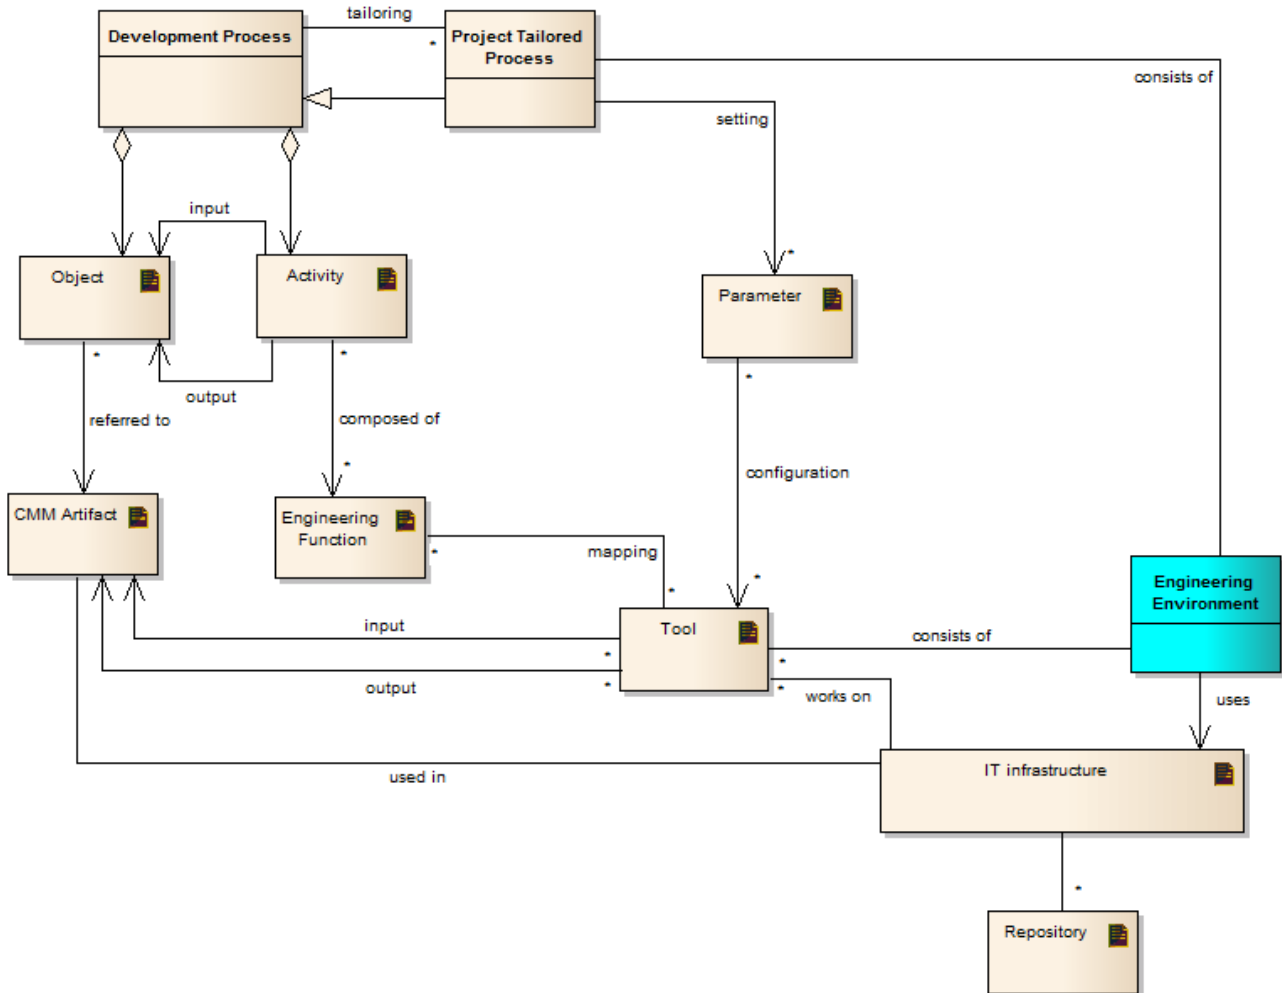 tailoring
Development Process
*
Project Tailored
Process
consists of
setting
input
*
Object
Activity
Parameter
*
*
*
output
referred to
composed of
*
configuration
CMM Artifact
Engineering
Function
*
mapping
*
*
Engineering
Environment
input
Tool
consists of
*
*
output
*
*
works on
uses
used in
IT infrastructure
*
Repository